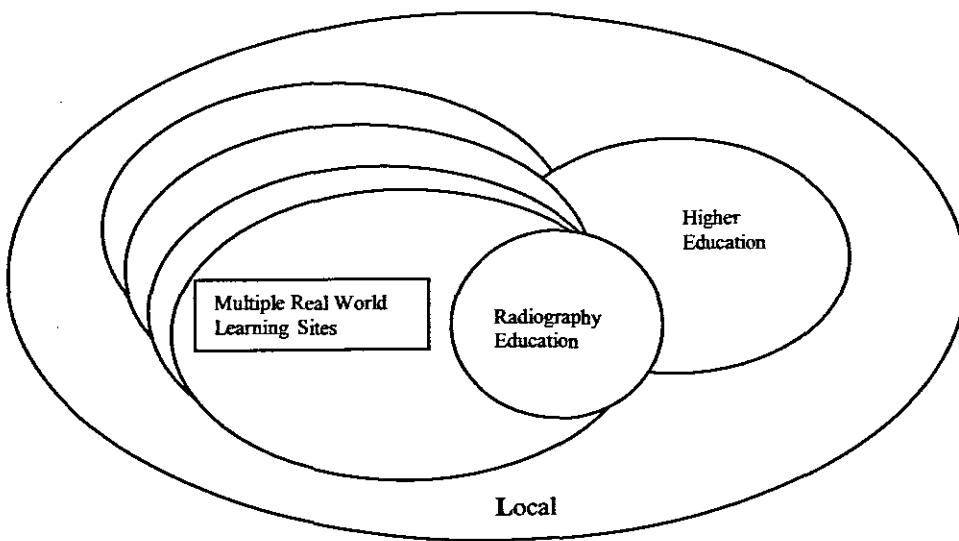 Higher
Education
Multiple Real World
Learning Sites
Radiography
Education
Local